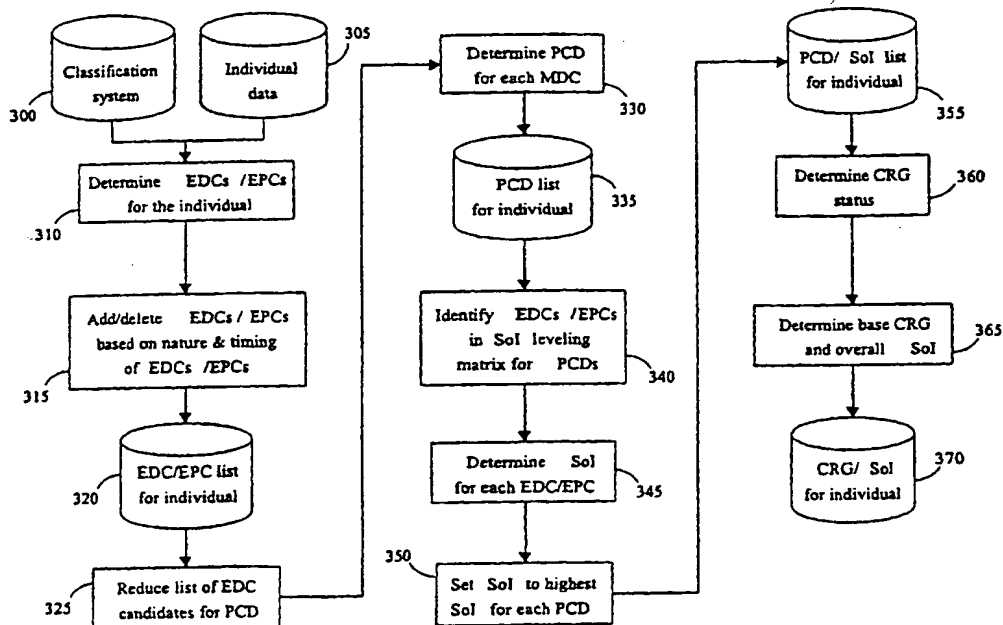 Classification
system
300
Individual
data
305
Determine EDCs /EPCs
for the individual
310
Add/delete EDCs / EPCs
based on nature & timing
of EDCs /EPCs
315
EDC/EPC list
for individual
320
Reduce list of EDC
candidates for PCD
325
Determine PCD
for each MDC
330
PCD list
for individual
335
Identify EDCs /EPCs
in SoI leveling
matrix for PCDs
340
Determine SoI
for each EDC/EPC
345
350
Set SoI to highest
SoI for each PCD
PCD/ SoI list
for individual
355
Determine CRG
status
360
Determine base CRG
and overall SoI
365
CRG/ SoI
for individual
370